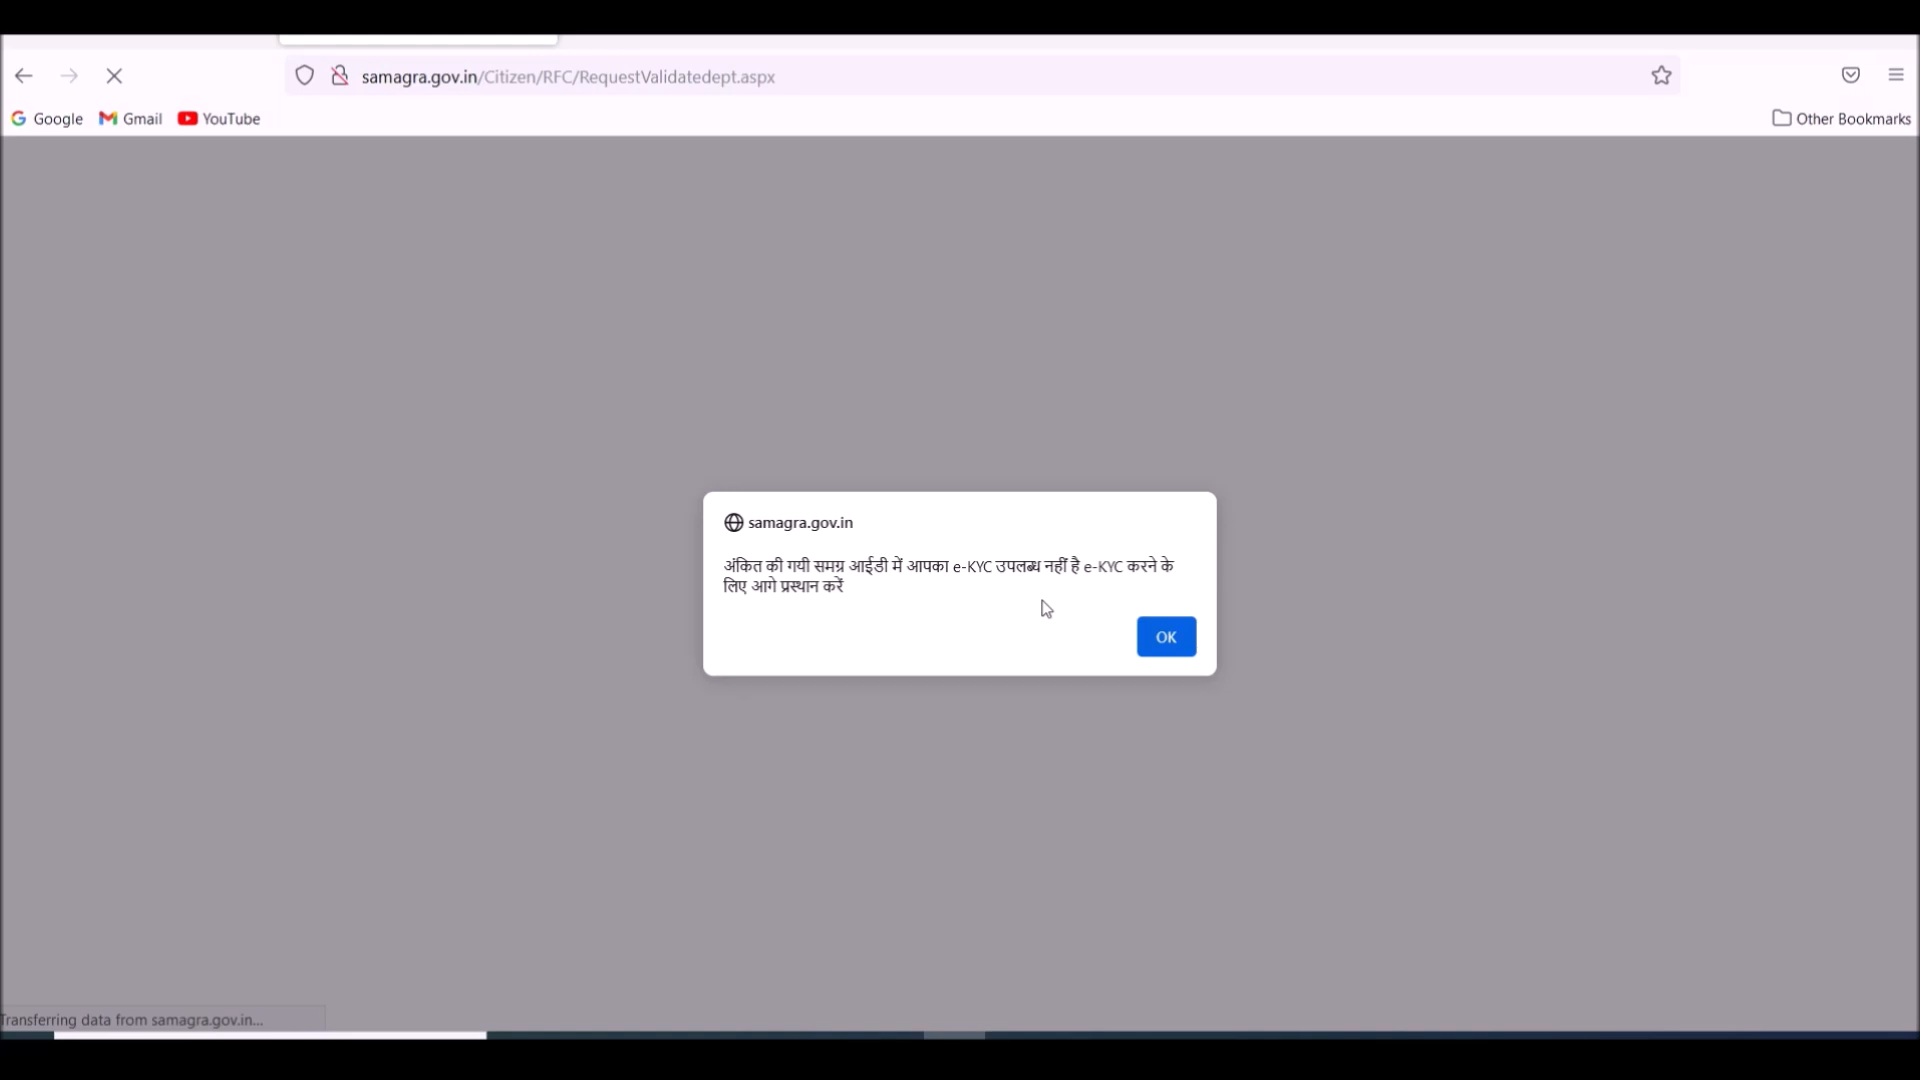 samagra.gov.in/Citizen/RFC/RequestValidatedept.aspx
Google Gmail YouTube Other Bookmarks
samagra.gov.in
अंकित की गयी समग्र आईडी में आपका e-KYC उपलब्ध नहीं है e-KYC करने के
लिए आगे प्रस्थान करें
OK
Transferring data from samagra.gov.in...